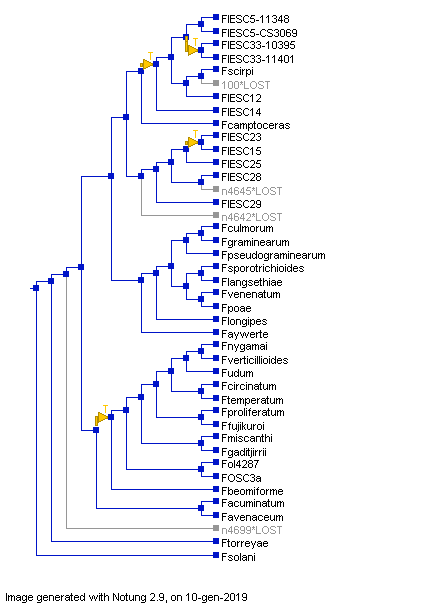 FIESC5-11348
FIESC5-CS3069
T
FIESC33-10395
T
FIESC33-11401
Fscirpi
100*LOST
FIESC12
FIESC14
Fcamptoceras
T
FIESC23
FIESC15
FIESC25
FIESC28
n4645*LOST
FIESC29
n4642*LOST
Fculmorum
Fgraminearum
Fpseudograminearum
Fsporotrichioides
Flangsethiae
Fvenenatum
Fpoae
Flongipes
Faywerte
Fnygamai
Fverticillioides
Fudum
Fcircinatum
Ftemperatum
T
Fproliferatum
Ffujikuroi
Fmiscanthi
Fgaditjirrii
Fol4287
FOSC3a
Fbeomiforme
Facuminatum
Favenaceum
n4699*LOST
Ftorreyae
Fsolani
Image generated with Notung 2.9, on 10-gen-2019